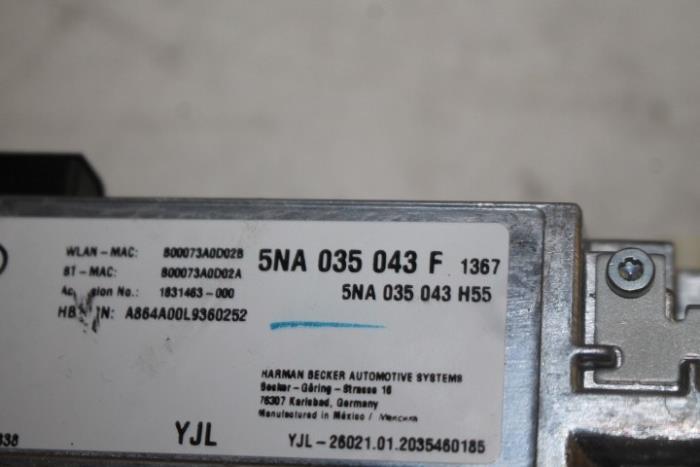 WLAN-MAC: B00073A0D02B 5NA 035 043 F 1367
BT-MAC: B00073A0D02A 5NA 035 043 H55
sion No.: 1831463-000
HB IN: A864A00L9360252
HARMAN BECKER AUTOMOTIVE SYSTEMS
Becker-Göring-Strasse 16
76307 Karlsbad, Germany
Manufactured in México /
338 YJL YJL-26021.01.2035460185